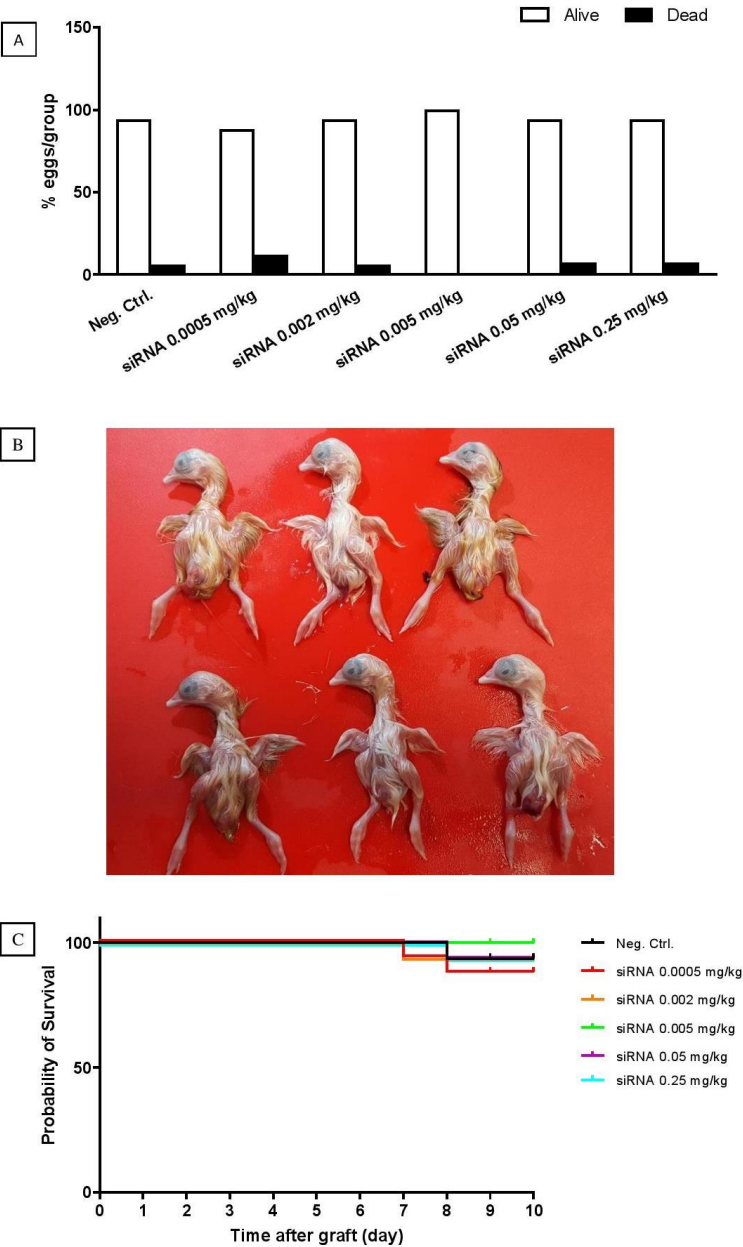 Alive Dead
A
150
100
50
0
% eggs/group
Neg. Ctrl.
siRNA 0.0005 mg/kg
siRNA 0.002 mg/kg
siRNA 0.005 mg/kg
siRNA 0.05 mg/kg
siRNA 0.25 mg/kg
B
C
100
50
0
Probability of Survival
0 1 2 3 4 5 6 7 8 9 10
Time after graft (day)
Neg. Ctrl.
siRNA 0.0005 mg/kg
siRNA 0.002 mg/kg
siRNA 0.005 mg/kg
siRNA 0.05 mg/kg
siRNA 0.25 mg/kg